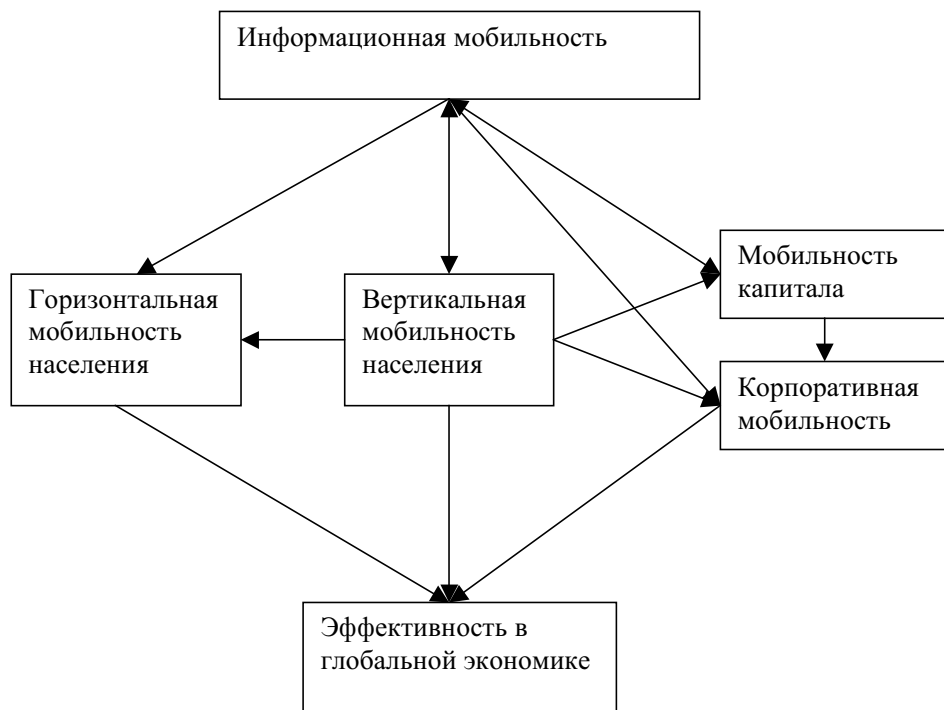 Информационная мобильность
Горизонтальная
мобильность
населения
Вертикальная
мобильность
населения
Мобильность
капитала
Корпоративная
мобильность
Эффективность в
глобальной экономике